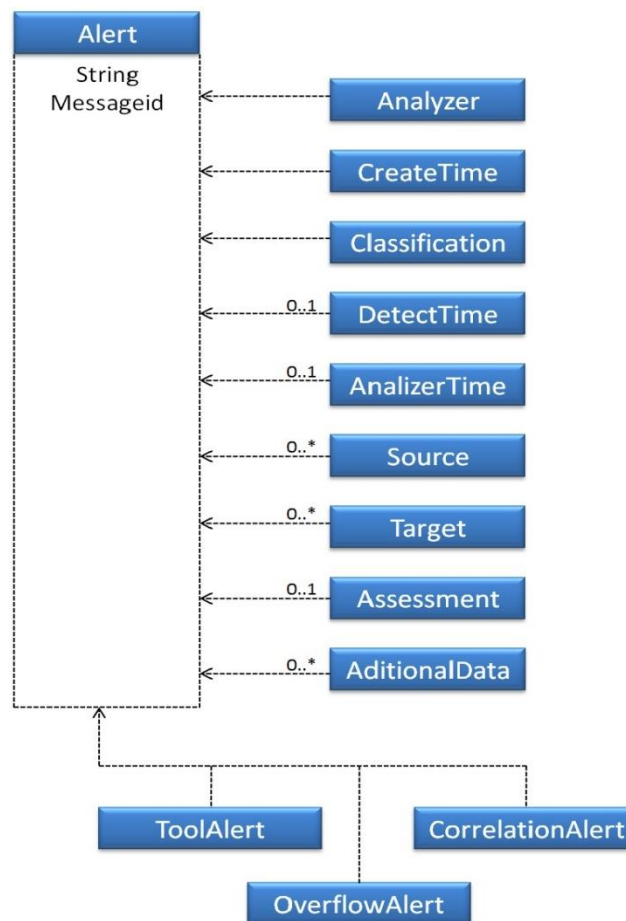 Alert
String
Messageid
Analyzer
CreateTime
Classification
0..1
DetectTime
0..1
AnalizerTime
0..*
Source
0..*
Target
0..1
Assessment
0..*
AditionalData
ToolAlert
CorrelationAlert
OverflowAlert